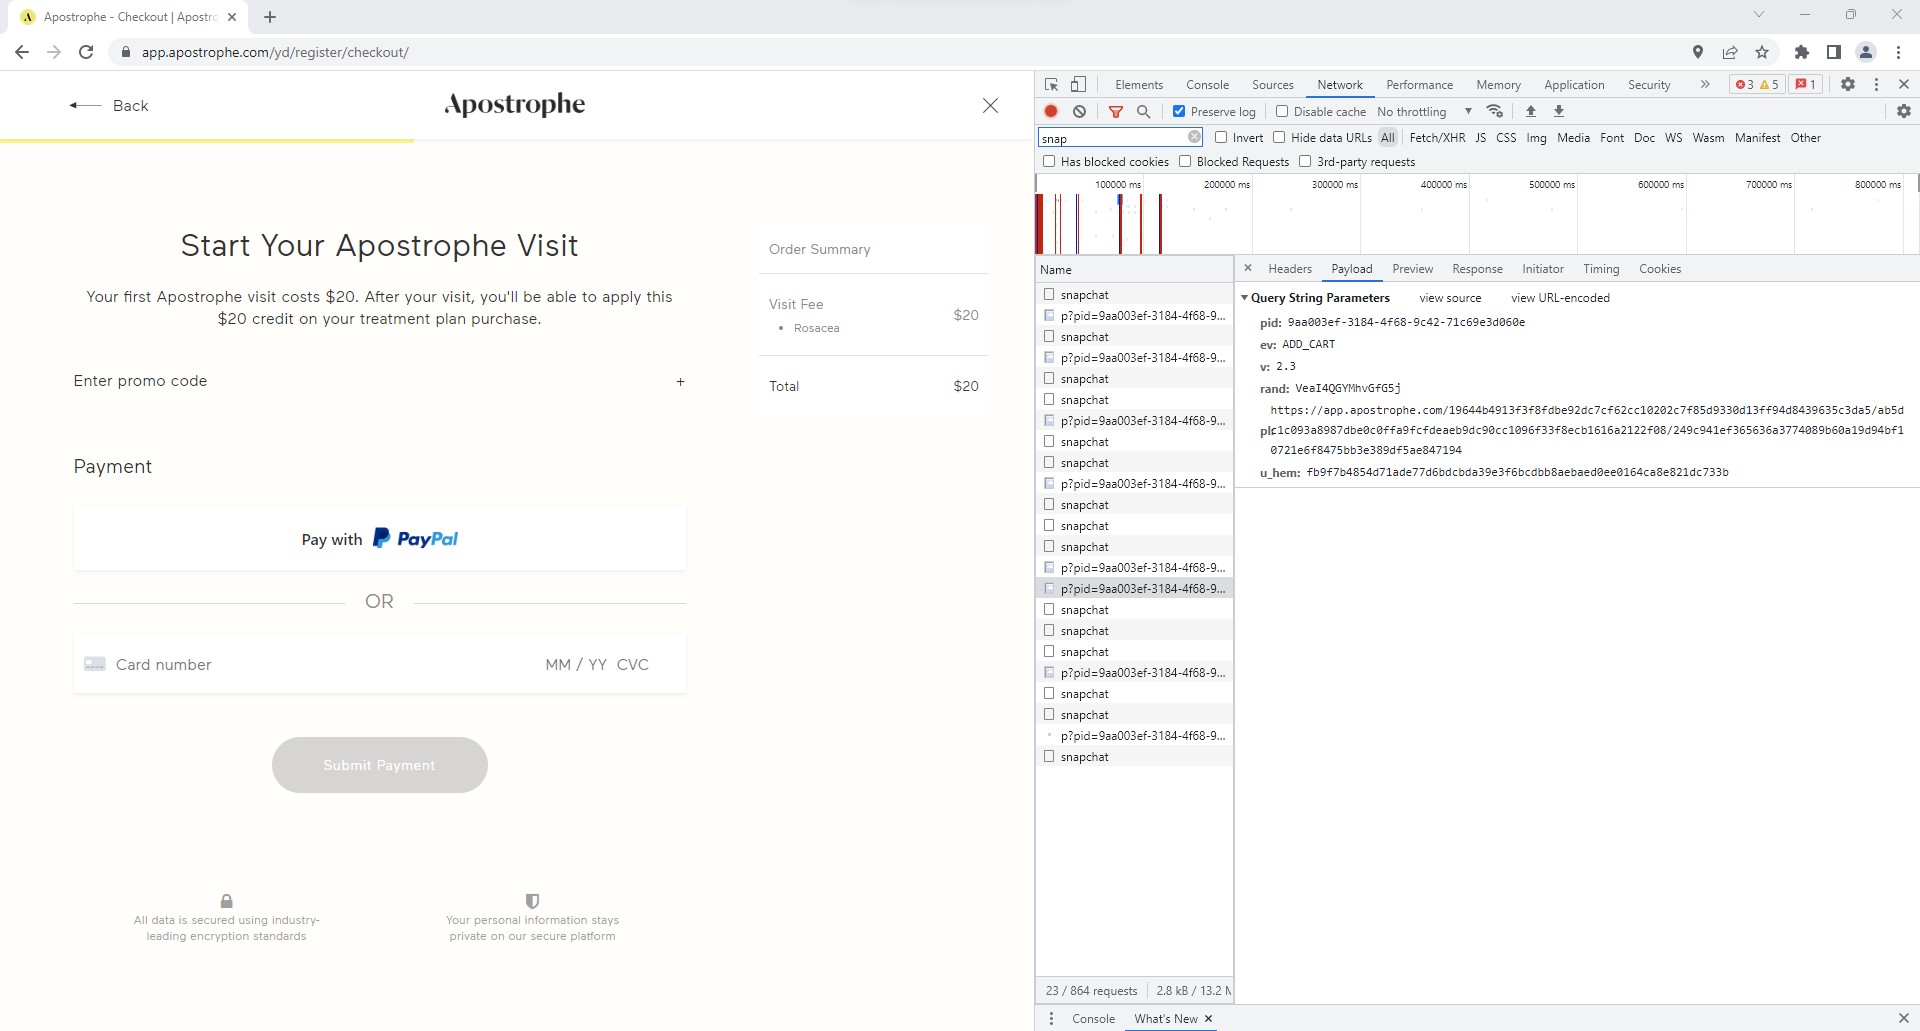 Apostrophe - Checkout | Apostro
app.apostrophe.com/yd/register/checkout/
Back
Apostrophe
Start Your Apostrophe Visit
Your first Apostrophe visit costs $20. After your visit, you'll be able to apply this
$20 credit on your treatment plan purchase.
Enter promo code +
Payment
Pay with PayPal
OR
Card number MM / YY CVC
Submit Payment
All data is secured using industry-
leading encryption standards
Your personal information stays
private on our secure platform
Order Summary
Visit Fee $20
• Rosacea
Total $20
Elements Console Sources Network Performance Memory Application Security » 3 5 1
Preserve log Disable cache No throttling
snap Invert Hide data URLs All Fetch/XHR JS CSS Img Media Font Doc WS Wasm Manifest Other
Has blocked cookies Blocked Requests 3rd-party requests
100000 ms 200000 ms 300000 ms 400000 ms 500000 ms 600000 ms 700000 ms 800000 ms
Name
snapchat
p?pid=9aa003ef-3184-4f68-9...
snapchat
p?pid=9aa003ef-3184-4f68-9...
snapchat
snapchat
p?pid=9aa003ef-3184-4f68-9...
snapchat
snapchat
p?pid=9aa003ef-3184-4f68-9...
snapchat
snapchat
snapchat
p?pid=9aa003ef-3184-4f68-9...
p?pid=9aa003ef-3184-4f68-9...
snapchat
snapchat
snapchat
p?pid=9aa003ef-3184-4f68-9...
snapchat
snapchat
p?pid=9aa003ef-3184-4f68-9...
snapchat
Headers Payload Preview Response Initiator Timing Cookies
Query String Parameters view source view URL-encoded
pid: 9aa003ef-3184-4f68-9c42-71c69e3d060e
ev: ADD_CART
v: 2.3
rand: VeaI4QGYMhvGfG5j
https://app.apostrophe.com/19644b4913f3f8fdbe92dc7cf62cc10202c7f85d9330d13ff94d8439635c3da5/ab5d
1c093a8987dbe0c0ffa9fcfdeaeb9dc90cc1096f33f8ecb1616a2122f08/249c941ef365636a3774089b60a19d94bf1
0721e6f8475bb3e389df5ae847194
u_hem: fb9f7b4854d71ade77d6bdcbda39e3f6bcdbb8aebaed0ee0164ca8e821dc733b
23 / 864 requests 2.8 kB / 13.2 M
Console What's New